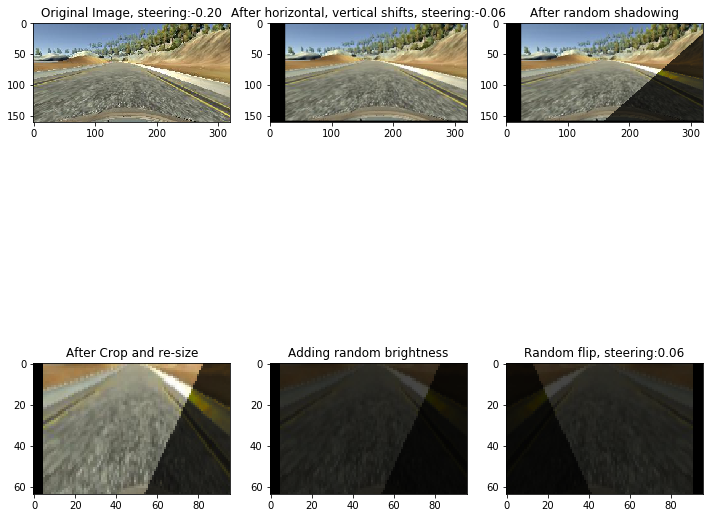 Original Image, steering:-0.20
After horizontal, vertical shifts, steering:-0.06
After random shadowing
0
50
100
150
0 100 200 300
0
50
100
150
0 100 200 300
0
50
100
150
0 100 200 300
After Crop and re-size
Adding random brightness
Random flip, steering:0.06
0
20
40
60
0 20 40 60 80
0
20
40
60
0 20 40 60 80
0
20
40
60
0 20 40 60 80